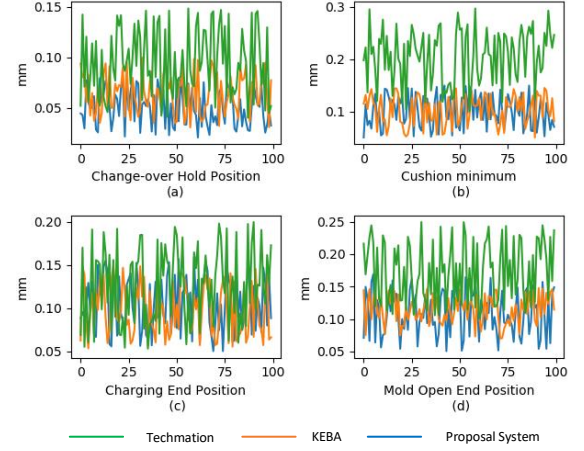 0.15
0.10
0.05
mm
0 25 50 75 100
Change-over Hold Position
(a)
0.3
0.2
0.1
mm
0 25 50 75 100
Cushion minimum
(b)
0.20
0.15
0.10
0.05
mm
0 25 50 75 100
Charging End Position
(c)
0.25
0.20
0.15
0.10
0.05
mm
0 25 50 75 100
Mold Open End Position
(d)
Techmation KEBA Proposal System